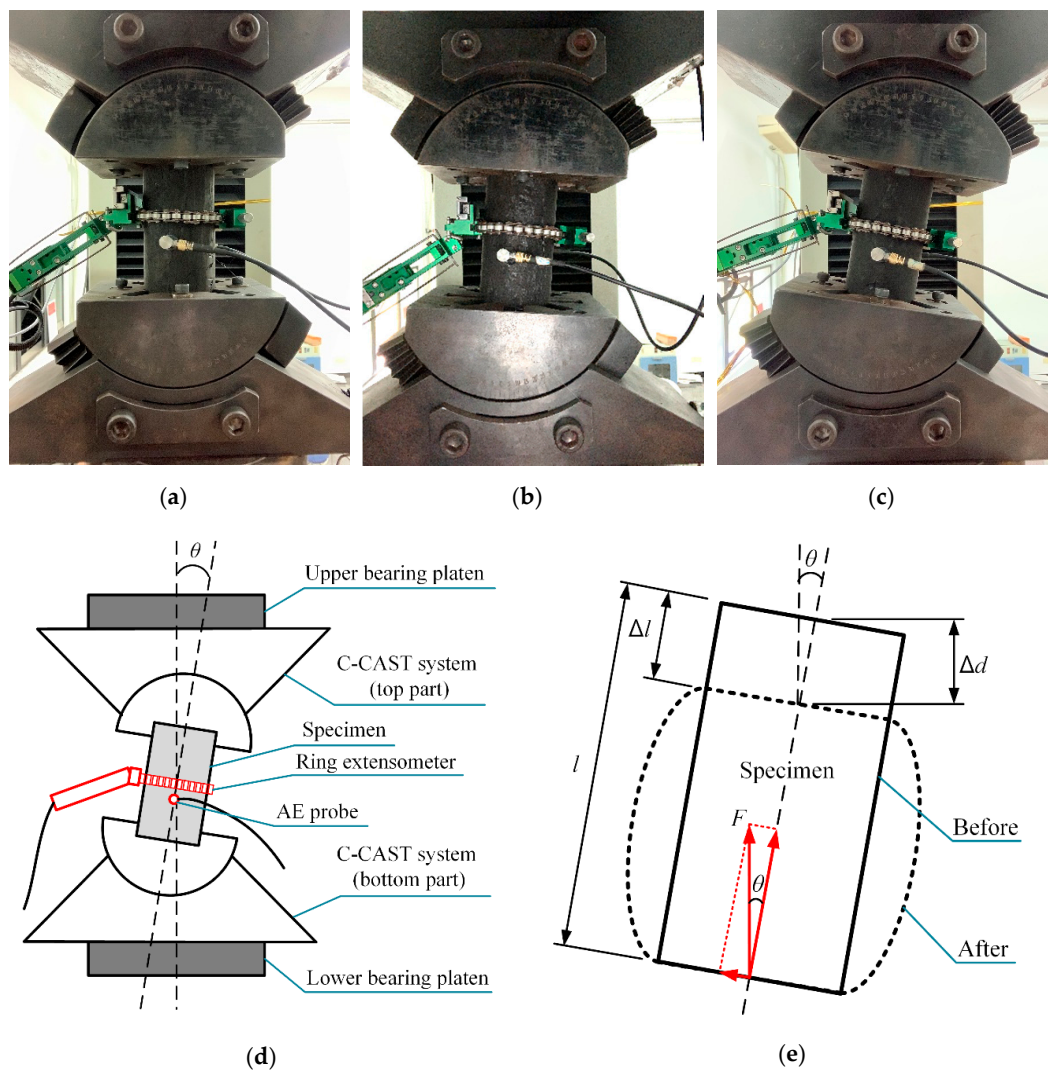 (a)
(b)
(c)
θ
Upper bearing platen
C-CAST system
(top part)
Specimen
Ring extensometer
AE probe
C-CAST system
(bottom part)
Lower bearing platen
(d)
θ
Δl
Δd
l
Specimen
F
Before
θ
After
(e)